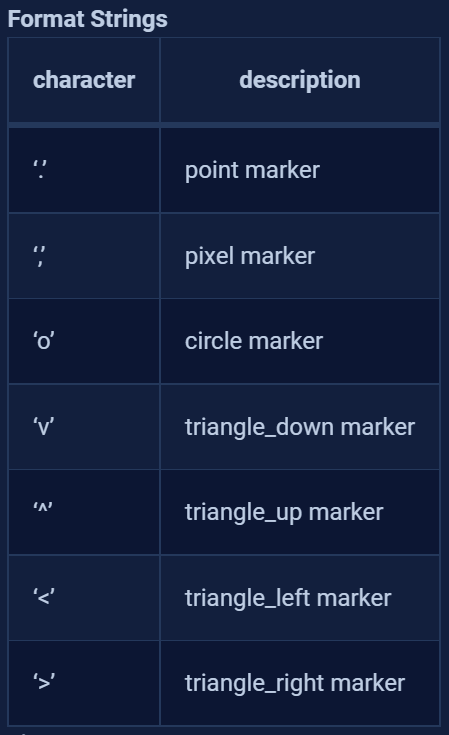 Format Strings
character description
‘.’ point marker
‘,’ pixel marker
‘o’ circle marker
‘v’ triangle_down marker
‘^’ triangle_up marker
‘<’ triangle_left marker
‘>’ triangle_right marker